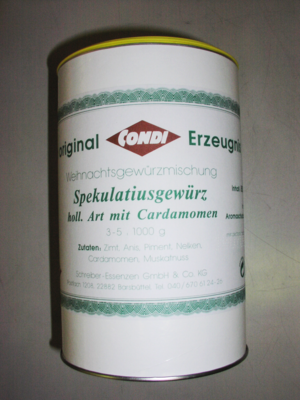 original CONDI Erzeugnis
Weihnachtsgewürzmischung
Spekulatiusgewürz
holl. Art mit Cardamomen
3-5 : 1000 g
Zutaten: Zimt, Anis, Piment, Nelken,
Cardamomen, Muskatnuß
Schreiber-Essenzen GmbH & Co. KG
Inhalt